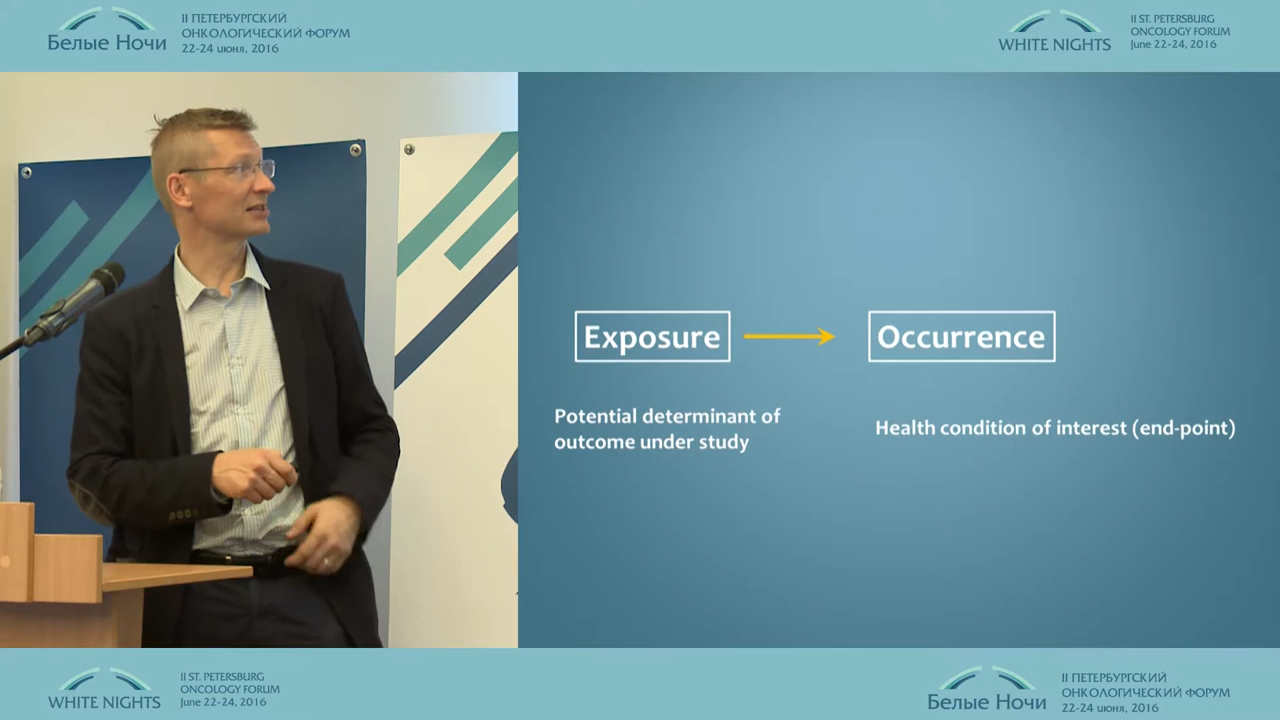 II ПЕТЕРБУРГСКИЙ
ОНКОЛОГИЧЕСКИЙ ФОРУМ
22-24 июня, 2016
Белые Ночи
II ST. PETERSBURG
ONCOLOGY FORUM
June 22-24, 2016
WHITE NIGHTS
Exposure
Occurrence
Potential determinant of
outcome under study
Health condition of interest (end-point)
II ST. PETERSBURG
ONCOLOGY FORUM
June 22-24, 2016
WHITE NIGHTS
II ПЕТЕРБУРГСКИЙ
ОНКОЛОГИЧЕСКИЙ ФОРУМ
22-24 июня, 2016
Белые Ночи